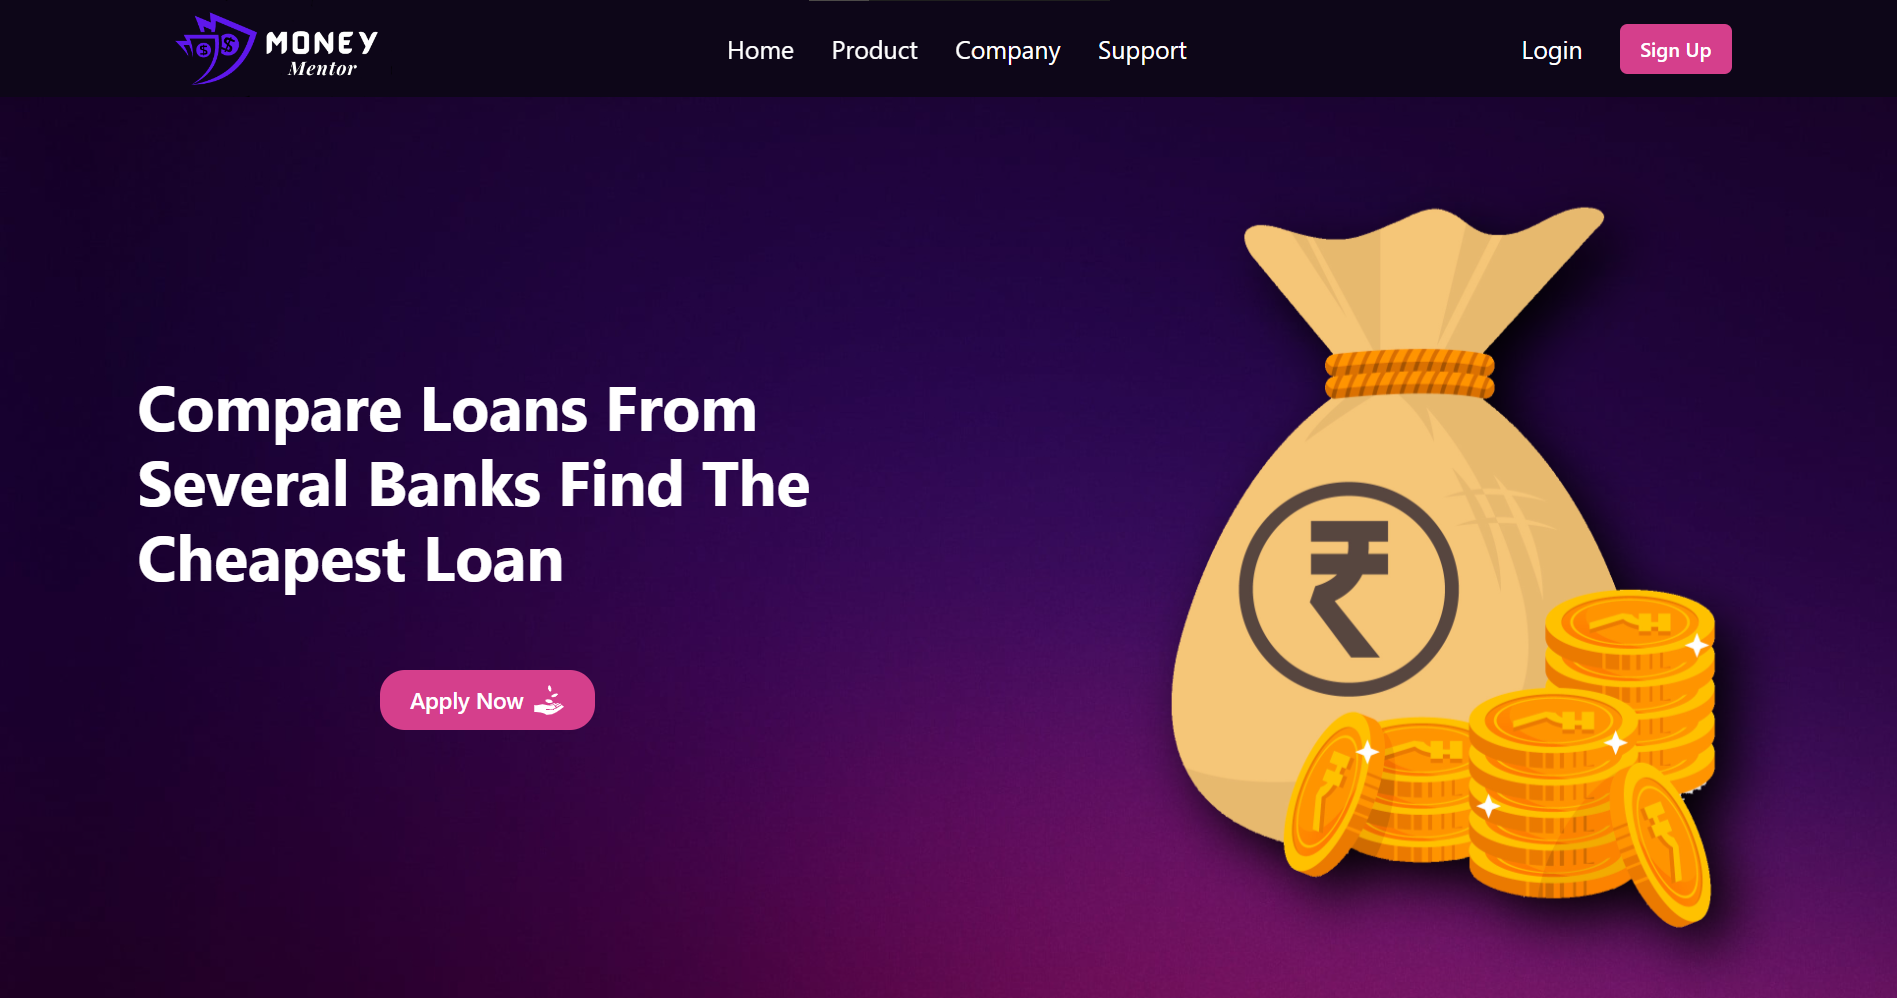 MONEY
Mentor
Home Product Company Support
Login
Sign Up
Compare Loans From
Several Banks Find The
Cheapest Loan
Apply Now
₹